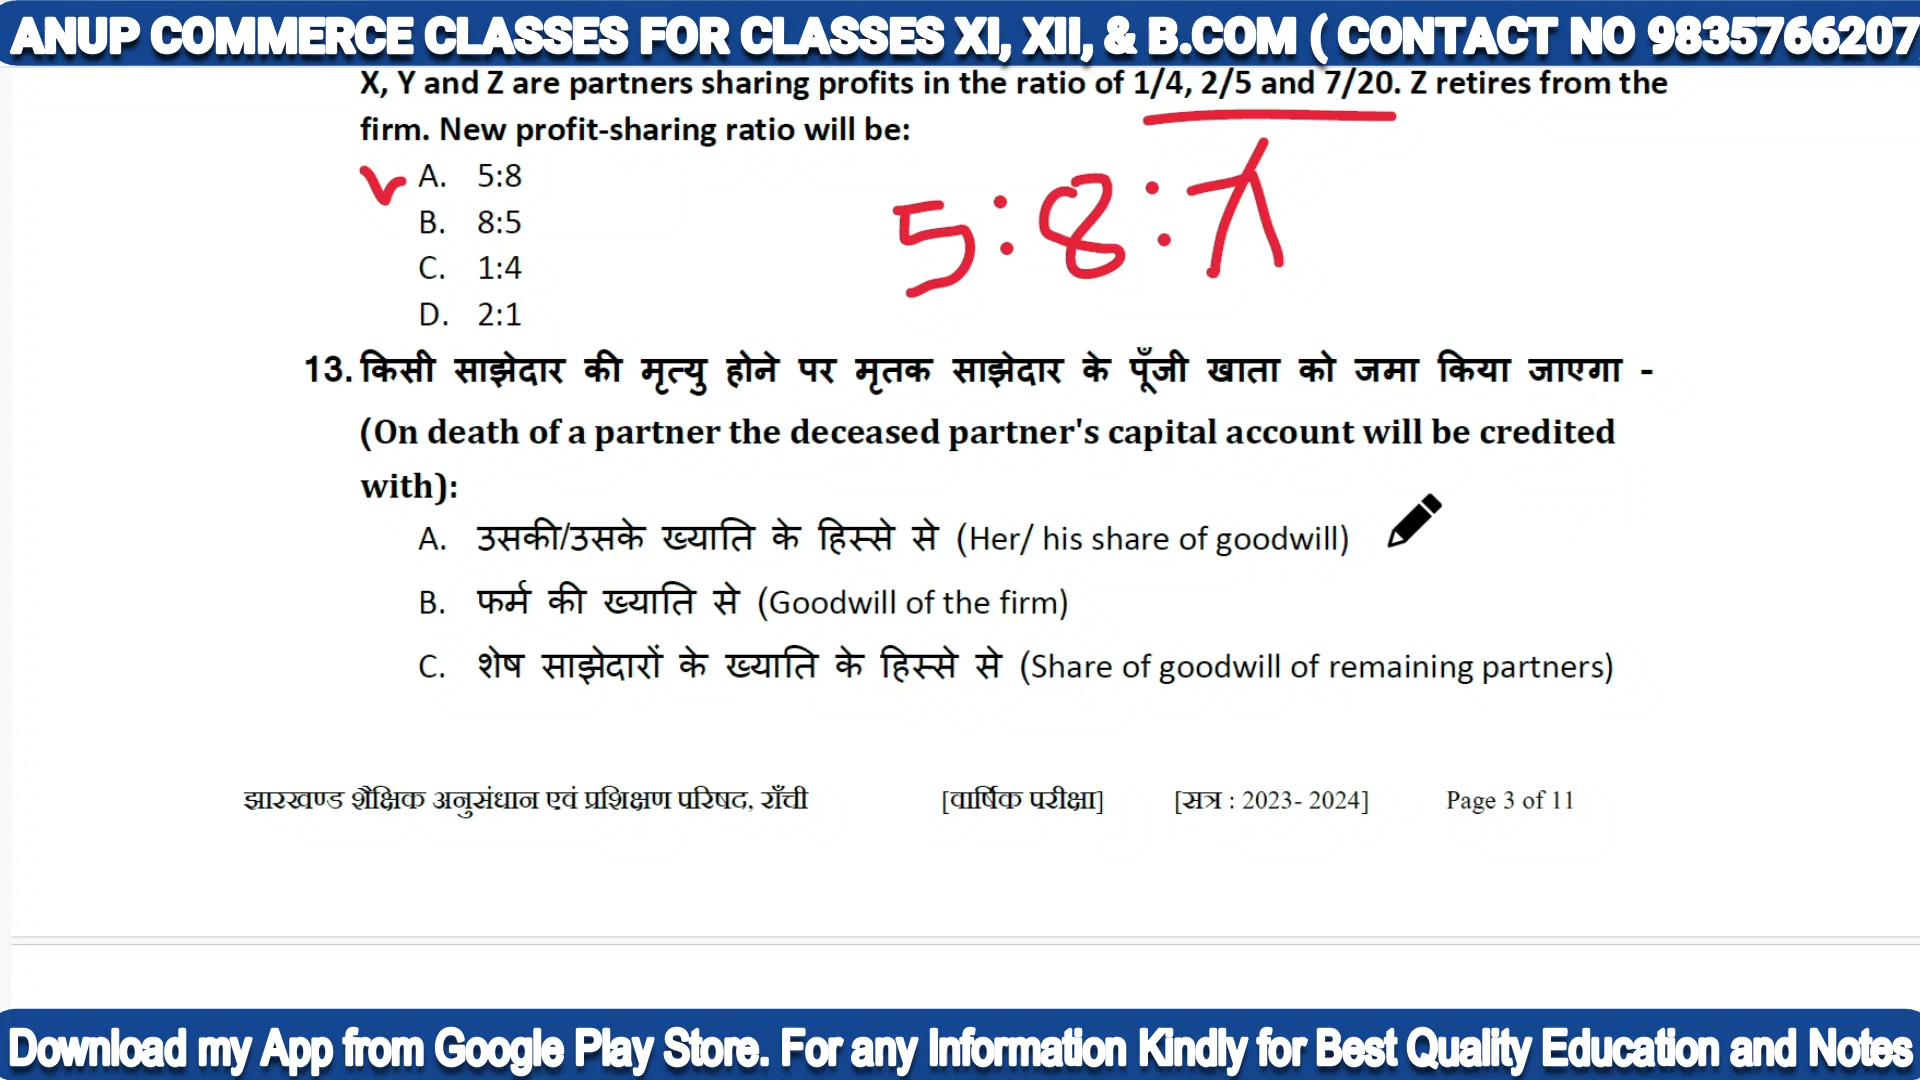 ANUP COMMERCE CLASSES FOR CLASSES XI, XII, & B.COM ( CONTACT NO 9835766207
X, Y and Z are partners sharing profits in the ratio of 1/4, 2/5 and 7/20. Z retires from the
firm. New profit-sharing ratio will be:
A. 5:8
B. 8:5
C. 1:4
D. 2:1
5:8:7
13. किसी साझेदार की मृत्यु होने पर मृतक साझेदार के पूँजी खाता को जमा किया जाएगा -
(On death of a partner the deceased partner's capital account will be credited
with):
A. उसकी/उसके ख्याति के हिस्से से (Her/ his share of goodwill)
B. फर्म की ख्याति से (Goodwill of the firm)
C. शेष साझेदारों के ख्याति के हिस्से से (Share of goodwill of remaining partners)
झारखण्ड शैक्षिक अनुसंधान एवं प्रशिक्षण परिषद, राँची [वार्षिक परीक्षा] [सत्र : 2023- 2024] Page 3 of 11
Download my App from Google Play Store. For any Information Kindly for Best Quality Education and Notes